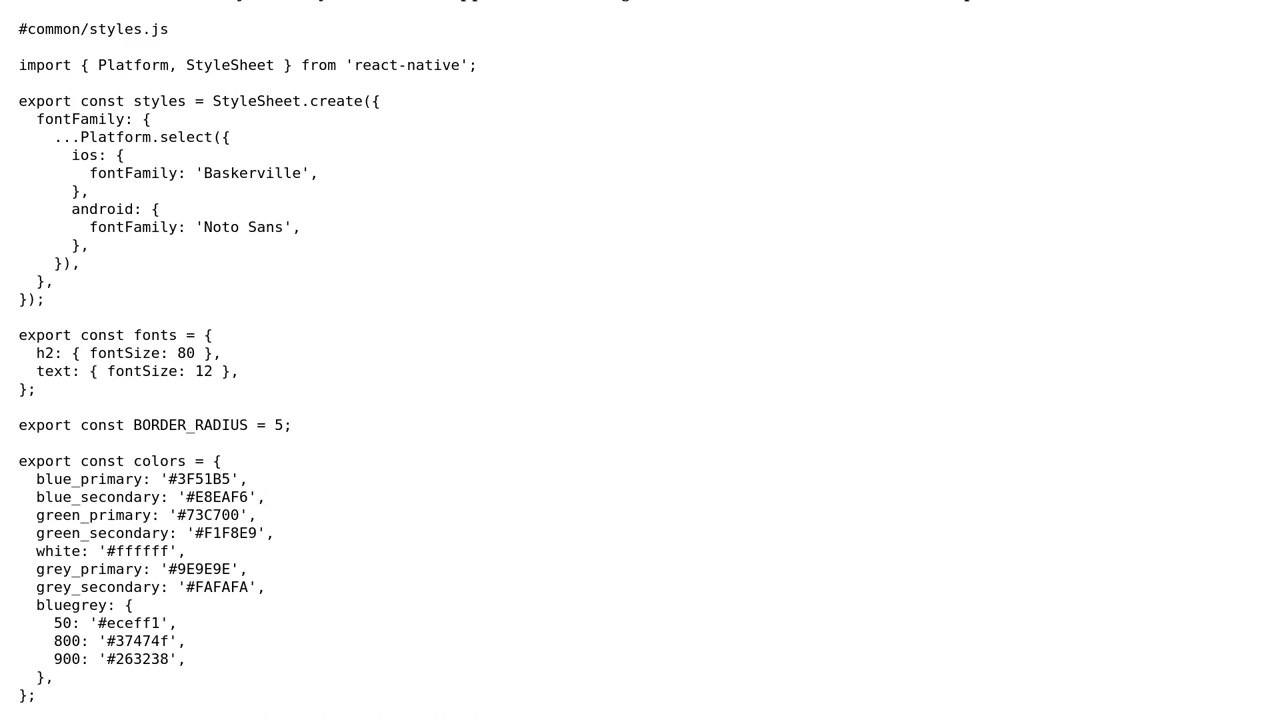 #common/styles.js

import { Platform, StyleSheet } from 'react-native';

export const styles = StyleSheet.create({
  fontFamily: {
    ...Platform.select({
      ios: {
        fontFamily: 'Baskerville',
      },
      android: {
        fontFamily: 'Noto Sans',
      },
    }),
  },
});

export const fonts = {
  h2: { fontSize: 80 },
  text: { fontSize: 12 },
};

export const BORDER_RADIUS = 5;

export const colors = {
  blue_primary: '#3F51B5',
  blue_secondary: '#E8EAF6',
  green_primary: '#73C700',
  green_secondary: '#F1F8E9',
  white: '#ffffff',
  grey_primary: '#9E9E9E',
  grey_secondary: '#FAFAFA',
  bluegrey: {
    50: '#eceff1',
    800: '#37474f',
    900: '#263238',
  },
};